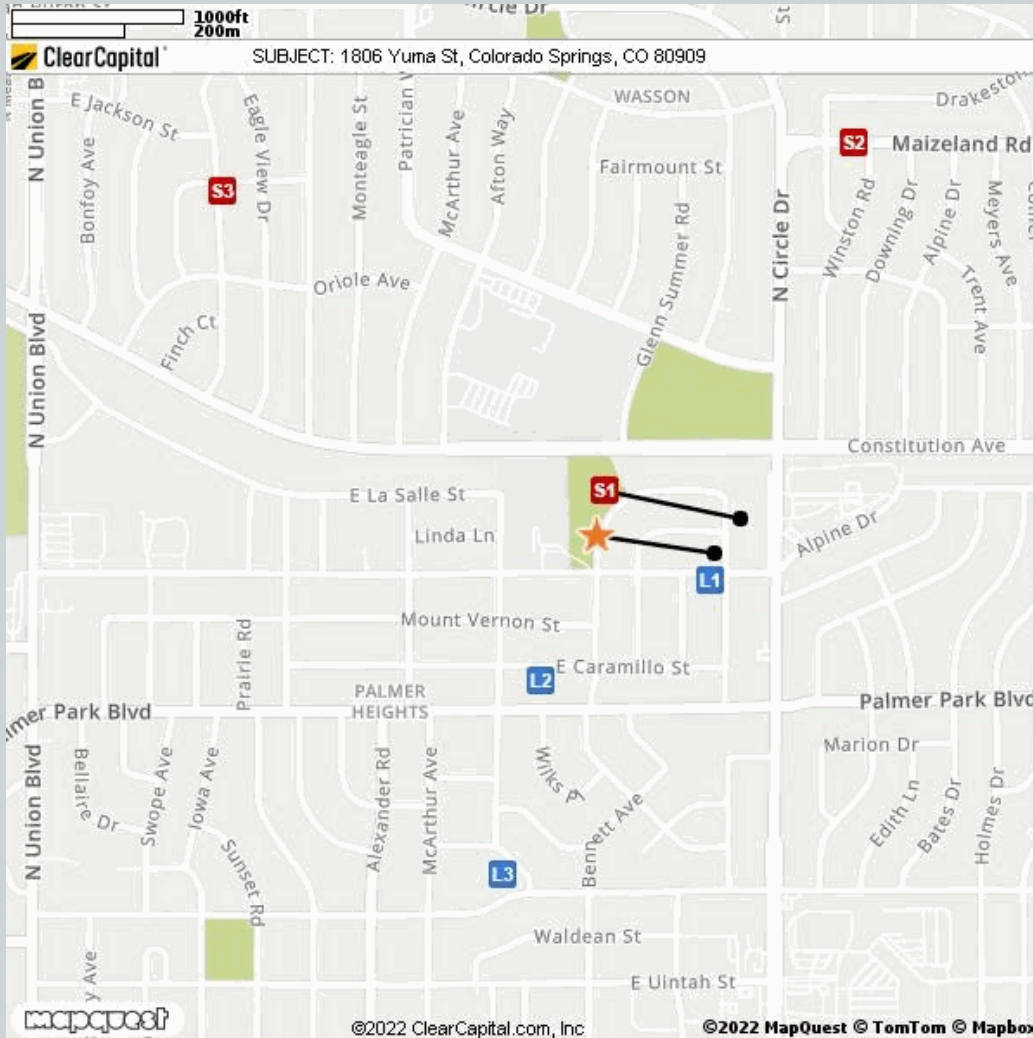 1000ft
200m
ClearCapital
SUBJECT: 1806 Yuma St, Colorado Springs, CO 80909
WASSON
Drakeston
E Jackson St
Eagle View Dr
Monteagle St
Patrician
McArthur Ave
Afton Way
N Union B
Bonfoy Ave
S3
S2
Maizeland Rd
Fairmount St
Winston Rd
Downing Dr
Alpine Dr
Meyers Ave
N Circle Dr
Glenn Summer Rd
Trent Ave
Oriole Ave
Finch Ct
N Union Blvd
Constitution Ave
E La Salle St
S1
Linda Ln
Alpine Dr
L1
Mount Vernon St
E Caramillo St
L2
Prairie Rd
PALMER
HEIGHTS
lmer Park Blvd
Palmer Park Blvd
Marion Dr
N Union Blvd
Bellaire Dr
Swope Ave
Iowa Ave
Sunset Rd
Alexander Rd
McArthur Ave
Wilks Pl
Bennett Ave
Edith Ln
Bates Dr
Holmes Dr
L3
Waldean St
E Uintah St
y Ave
mapquest
©2022 ClearCapital.com, Inc
©2022 MapQuest © TomTom © Mapbox